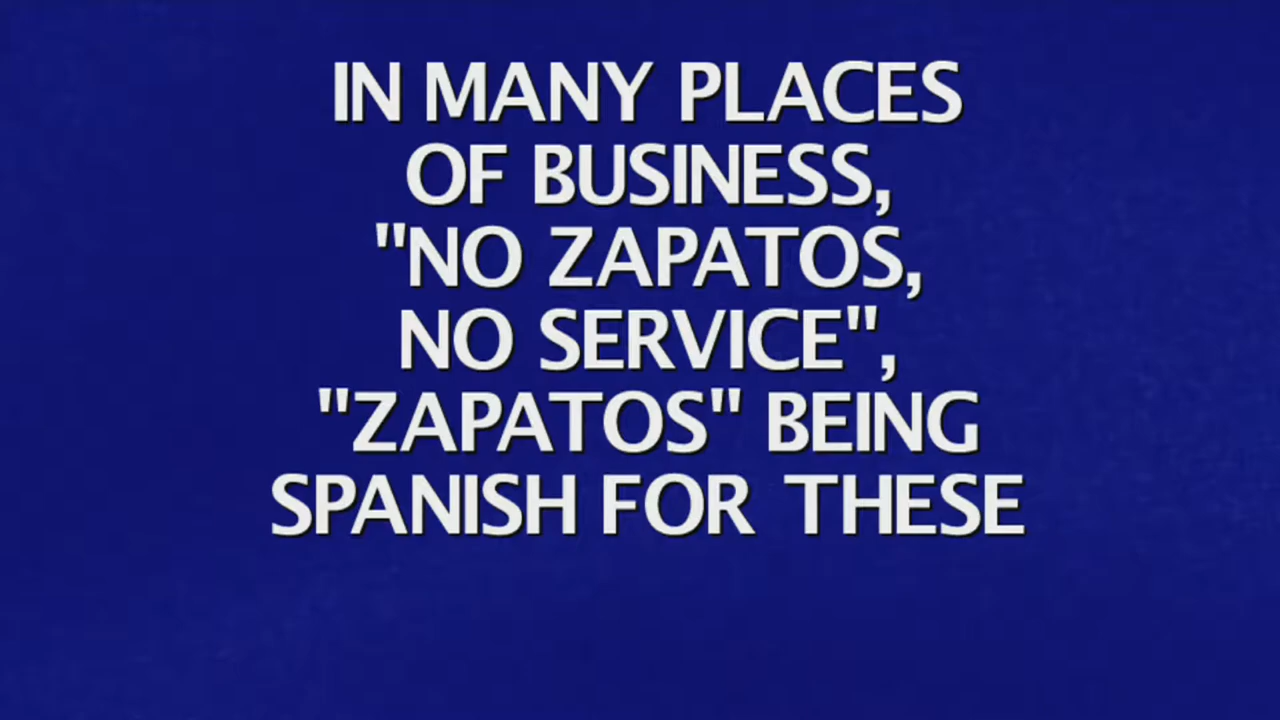 IN MANY PLACES
OF BUSINESS,
"NO ZAPATOS,
NO SERVICE",
"ZAPATOS" BEING
SPANISH FOR THESE